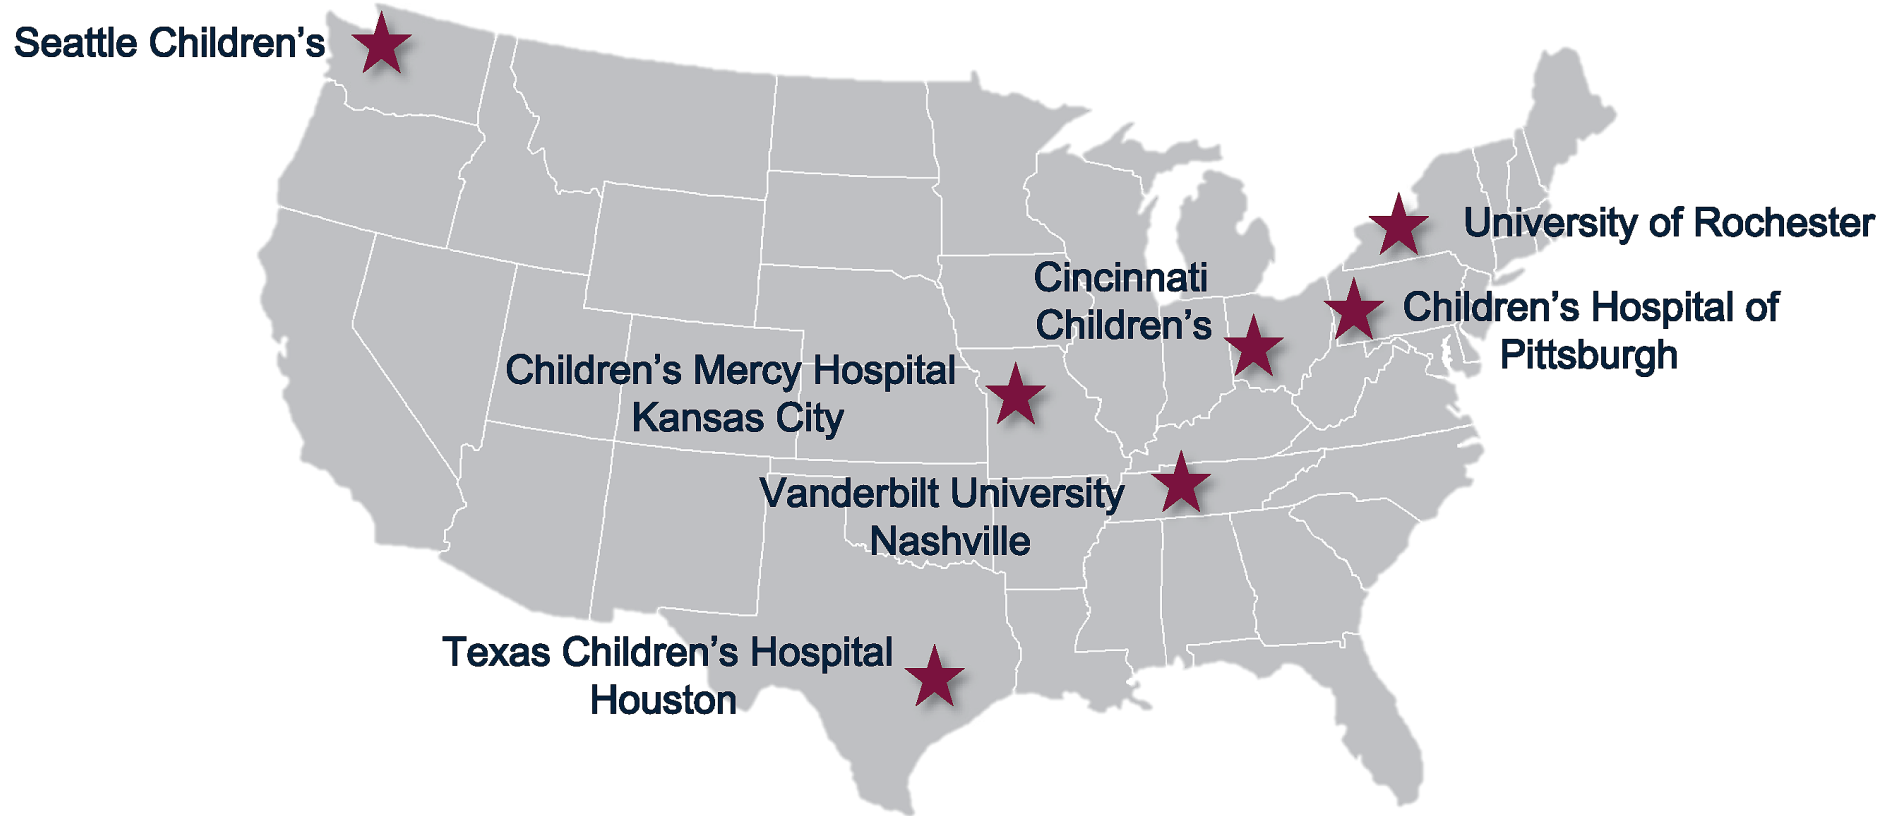 Seattle Children’s
University of Rochester
Cincinnati
Children’s
Children’s Hospital of
Pittsburgh
Children’s Mercy Hospital
Kansas City
Vanderbilt University
Nashville
Texas Children’s Hospital
Houston